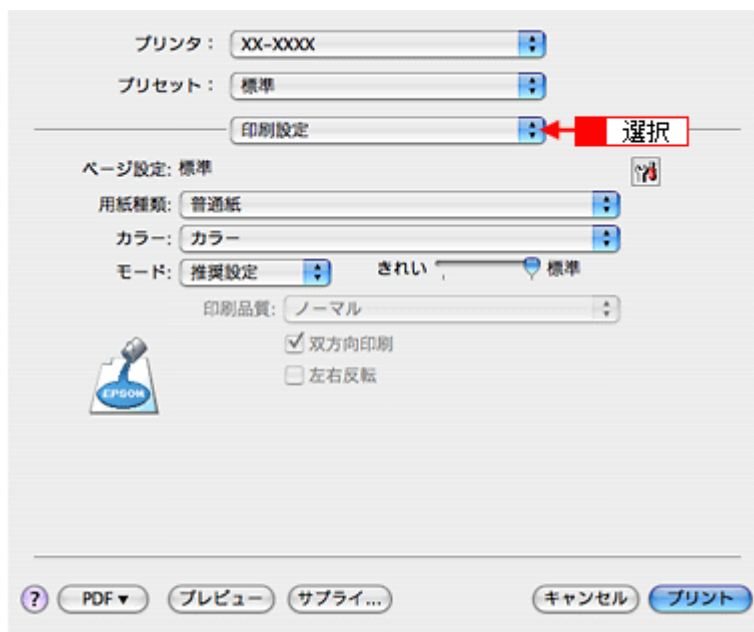 プリンタ： XX-XXXX
プリセット： 標準
印刷設定 選択
ページ設定: 標準
用紙種類: 普通紙
カラー: カラー
モード: 推奨設定 きれい 標準
印刷品質: ノーマル
双方向印刷
左右反転
EPSON
? PDF▼ プレビュー サプライ... キャンセル プリント